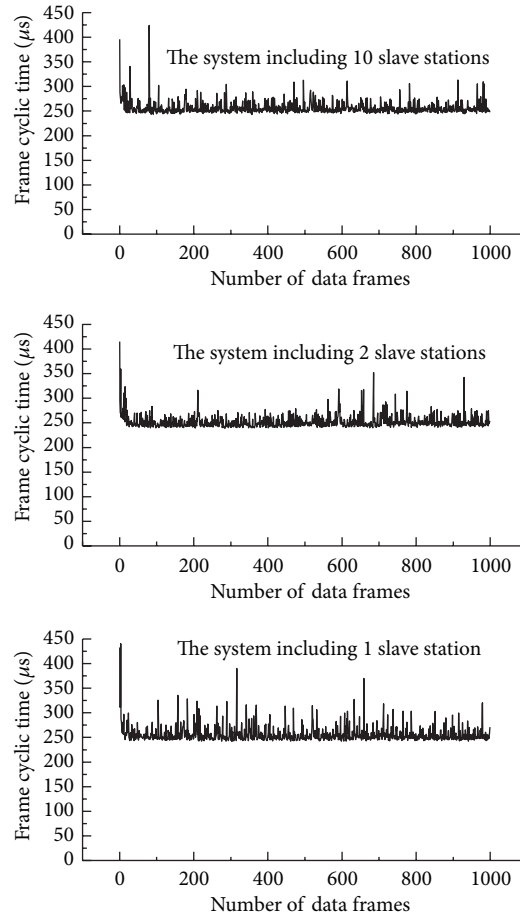 Frame cyclic time (μs)
450
400
350
300
250
200
150
100
50
0
The system including 10 slave stations
0 200 400 600 800 1000
Number of data frames
Frame cyclic time (μs)
450
400
350
300
250
200
150
100
50
0
The system including 2 slave stations
0 200 400 600 800 1000
Number of data frames
Frame cyclic time (μs)
450
400
350
300
250
200
150
100
50
0
The system including 1 slave station
0 200 400 600 800 1000
Number of data frames